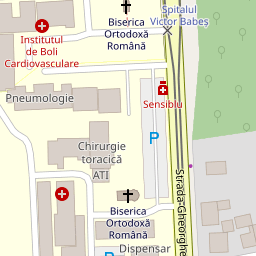 Spitalul
Victor Babeș
Biserica
Ortodoxă
Română
Institutul
de Boli
Cardiovasculare
Pneumologie
Sensiblu
P
Chirurgie
toracică
ATI
Strada Gheorghe
Biserica
Ortodoxă
Română
P
P
Dispensar